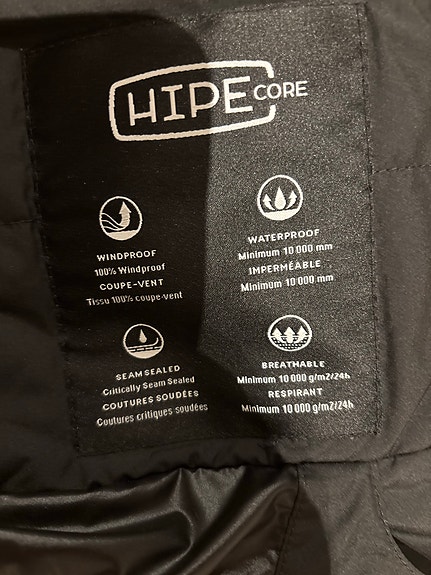 HIPE CORE
WINDPROOF
100% Windproof
COUPE-VENT
Tissu 100% coupe-vent
WATERPROOF
Minimum 10 000 mm
IMPERMÉABLE
Minimum 10 000 mm
SEAM SEALED
Critically Seam Sealed
COUTURES SOUDÉES
Coutures critiques soudées
BREATHABLE
Minimum 10 000 g/m2/24h
RESPIRANT
Minimum 10 000 g/m2/24h